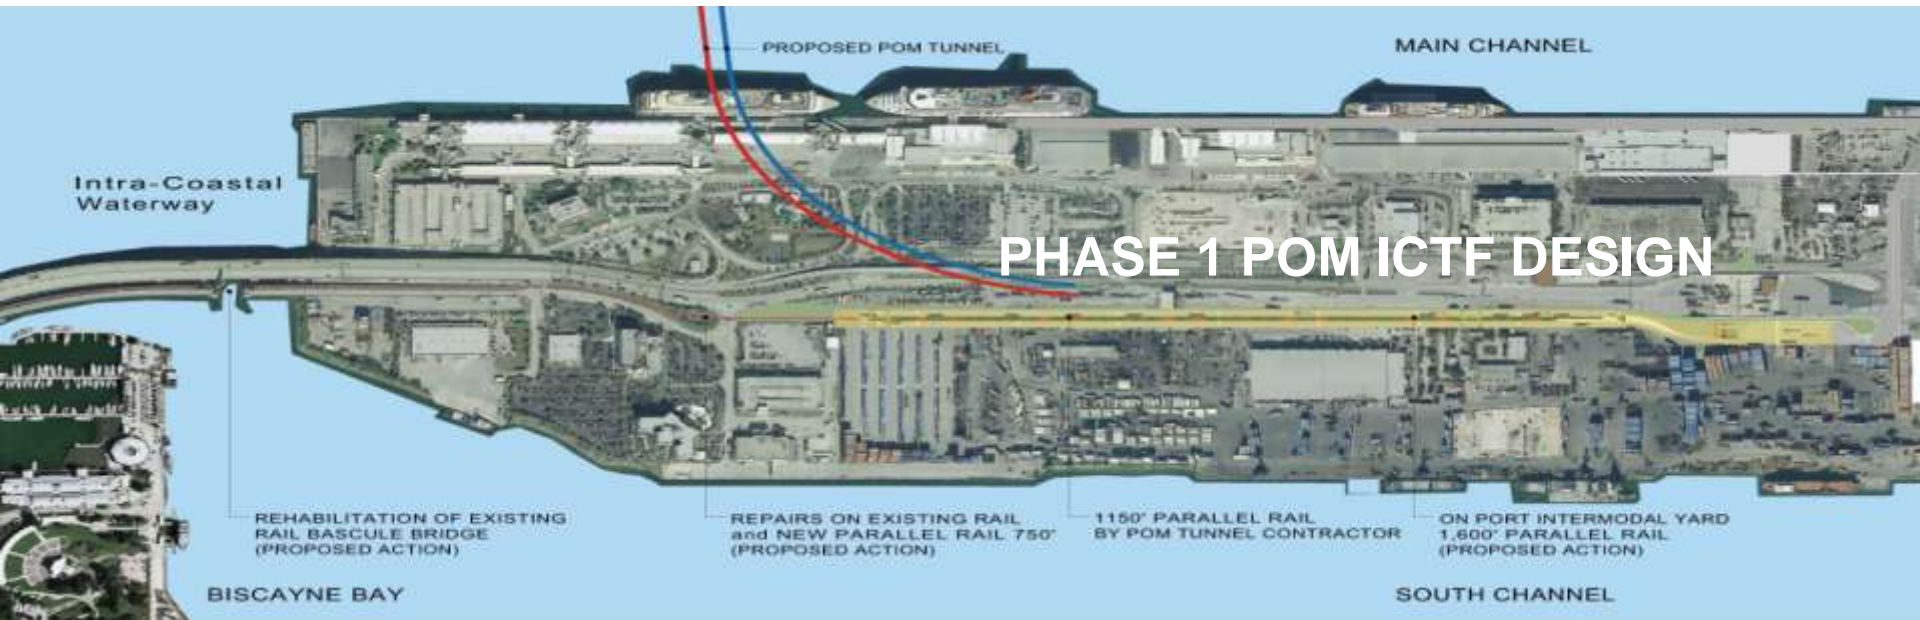 PROPOSED POM TUNNEL
MAIN CHANNEL
Intra-Coastal
Waterway
PHASE 1 POM ICTF DESIGN
REHABILITATION OF EXISTING
RAIL BASCULE BRIDGE
(PROPOSED ACTION)
REPAIRS ON EXISTING RAIL
and NEW PARALLEL RAIL 750'
(PROPOSED ACTION)
1150' PARALLEL RAIL
BY POM TUNNEL CONTRACTOR
ON PORT INTERMODAL YARD
1,600' PARALLEL RAIL
(PROPOSED ACTION)
BISCAYNE BAY
SOUTH CHANNEL